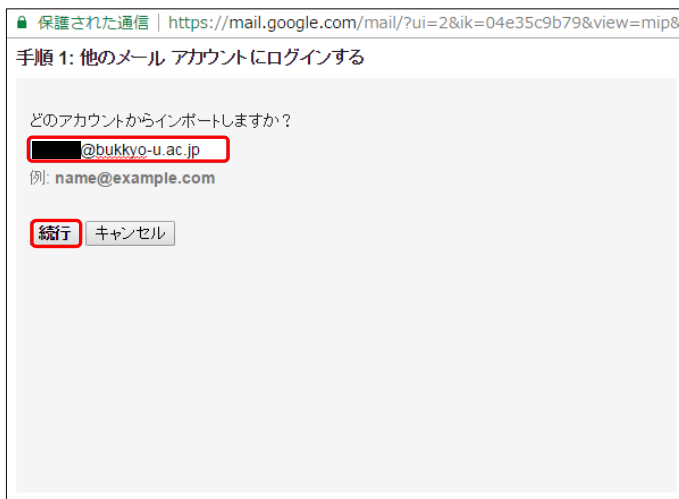 保護された通信 | https://mail.google.com/mail/?ui=2&ik=04e35c9b79&view=mip&
手順 1: 他のメール アカウントにログインする
どのアカウントからインポートしますか？
@bukkyo-u.ac.jp
例: name@example.com
続行 キャンセル